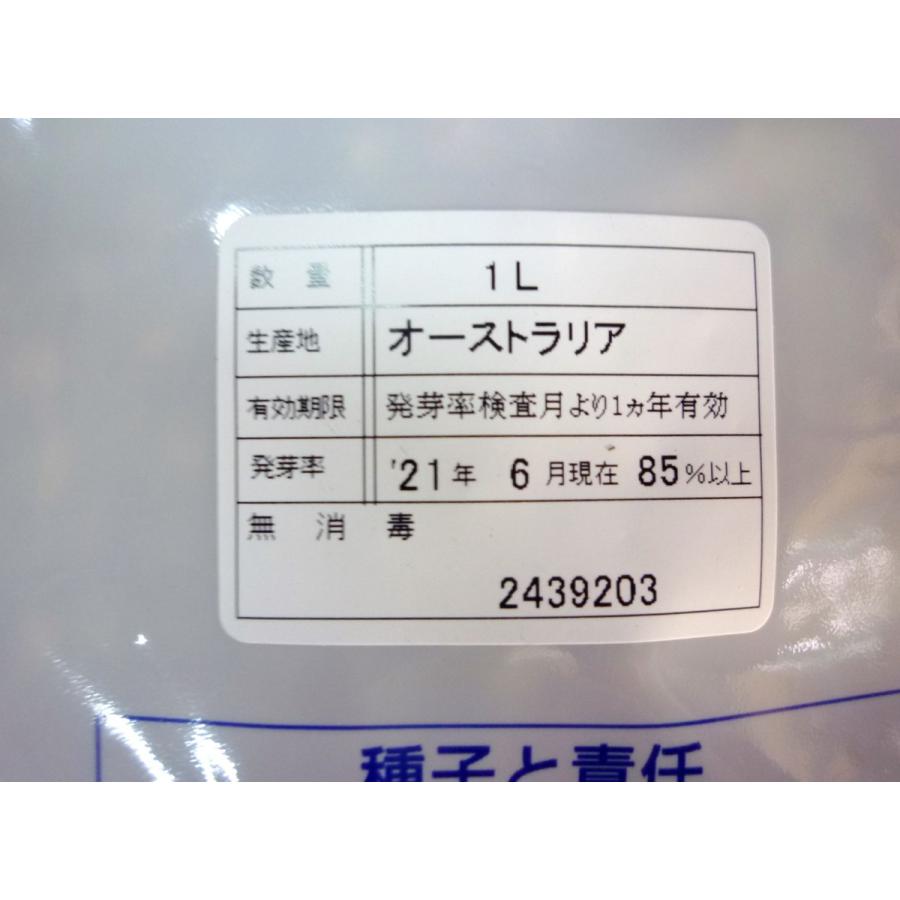 数量 1L
生産地 オーストラリア
有効期限 発芽率検査月より1ヵ年有効
発芽率 '21年 6月現在 85%以上
無消毒
2439203
種子と責任